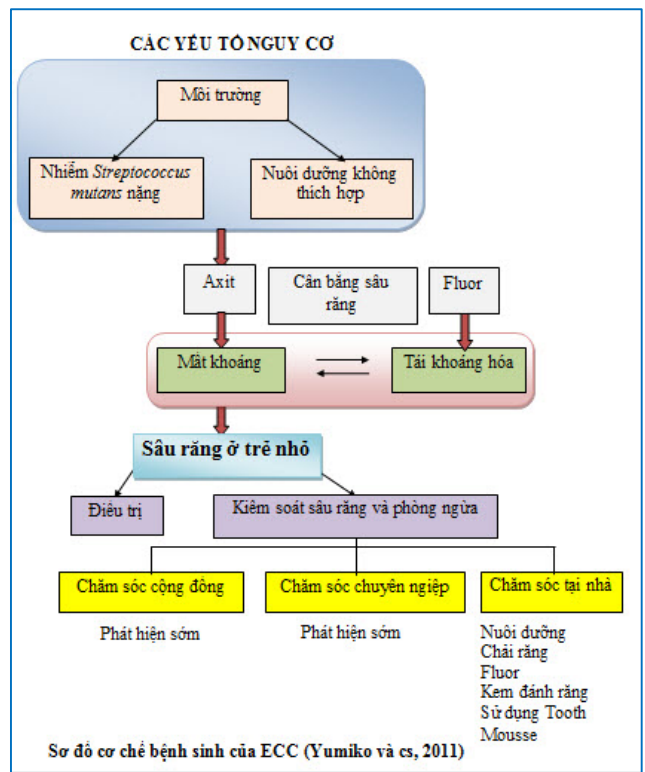 CÁC YẾU TỐ NGUY CƠ
Môi trường
Nhiễm Streptococcus
mutans nặng
Nuôi dưỡng không
thích hợp
Axit
Cân bằng sâu
răng
Fluor
Mất khoáng
Tái khoáng hóa
Sâu răng ở trẻ nhỏ
Điều trị
Kiểm soát sâu răng và phòng ngừa
Chăm sóc cộng đồng
Chăm sóc chuyên ngiệp
Chăm sóc tại nhà
Phát hiện sớm
Phát hiện sớm
Nuôi dưỡng
Chải răng
Fluor
Kem đánh răng
Sử dụng Tooth
Mousse
Sơ đồ cơ chế bệnh sinh của ECC (Yumiko và cs, 2011)